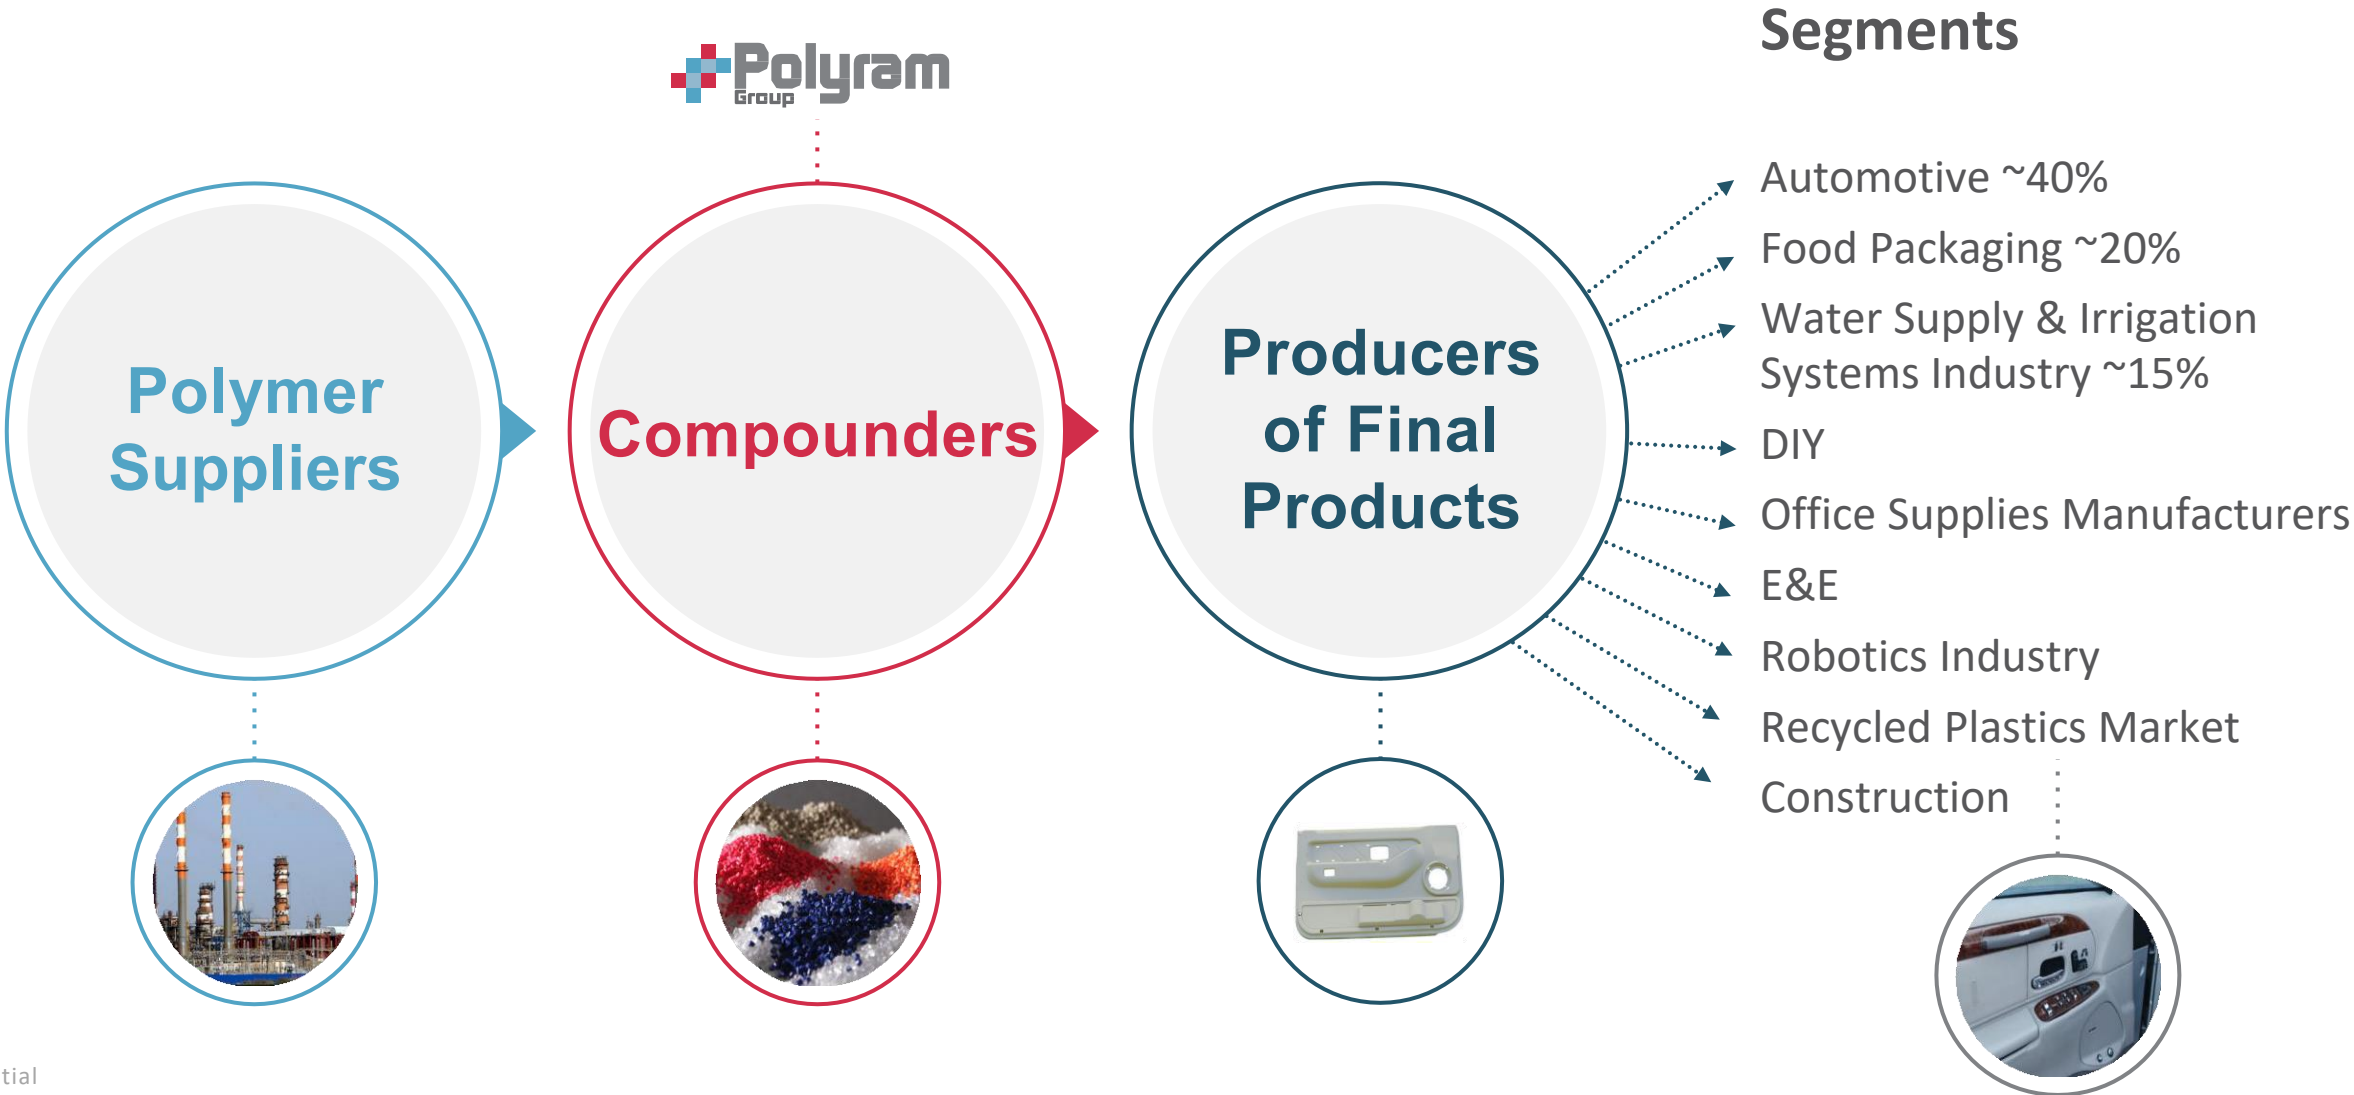 Segments
Polyram
Group
Polymer
Suppliers
Compounders
Producers
of Final
Products
Automotive ~40%
Food Packaging ~20%
Water Supply & Irrigation
Systems Industry ~15%
DIY
Office Supplies Manufacturers
E&E
Robotics Industry
Recycled Plastics Market
Construction
tial